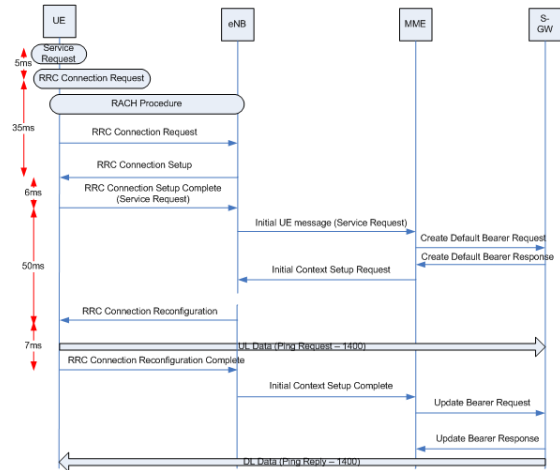 UE
eNB
MME
S-
GW
Service
Request
5ms
RRC Connection Request
RACH Procedure
35ms
RRC Connection Request
RRC Connection Setup
6ms
RRC Connection Setup Complete
(Service Request)
Initial UE message (Service Request)
Create Default Bearer Request
Create Default Bearer Response
50ms
Initial Context Setup Request
RRC Connection Reconfiguration
7ms
UL Data (Ping Request – 1400)
RRC Connection Reconfiguration Complete
Initial Context Setup Complete
Update Bearer Request
Update Bearer Response
DL Data (Ping Reply – 1400)